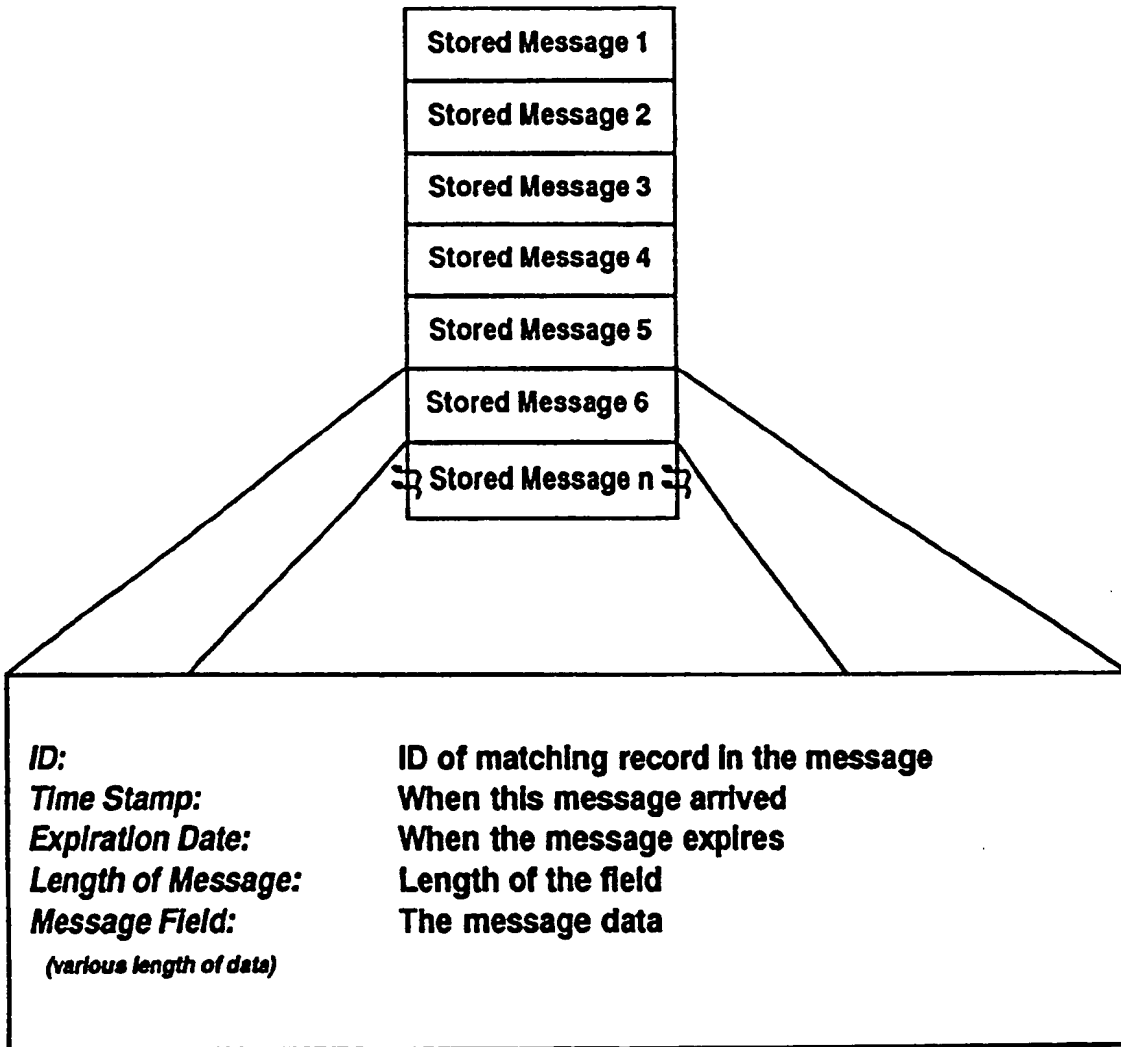 Stored Message 1
Stored Message 2
Stored Message 3
Stored Message 4
Stored Message 5
Stored Message 6
Stored Message n
ID: ID of matching record in the message
Time Stamp: When this message arrived
Expiration Date: When the message expires
Length of Message: Length of the field
Message Field: The message data
(various length of data)